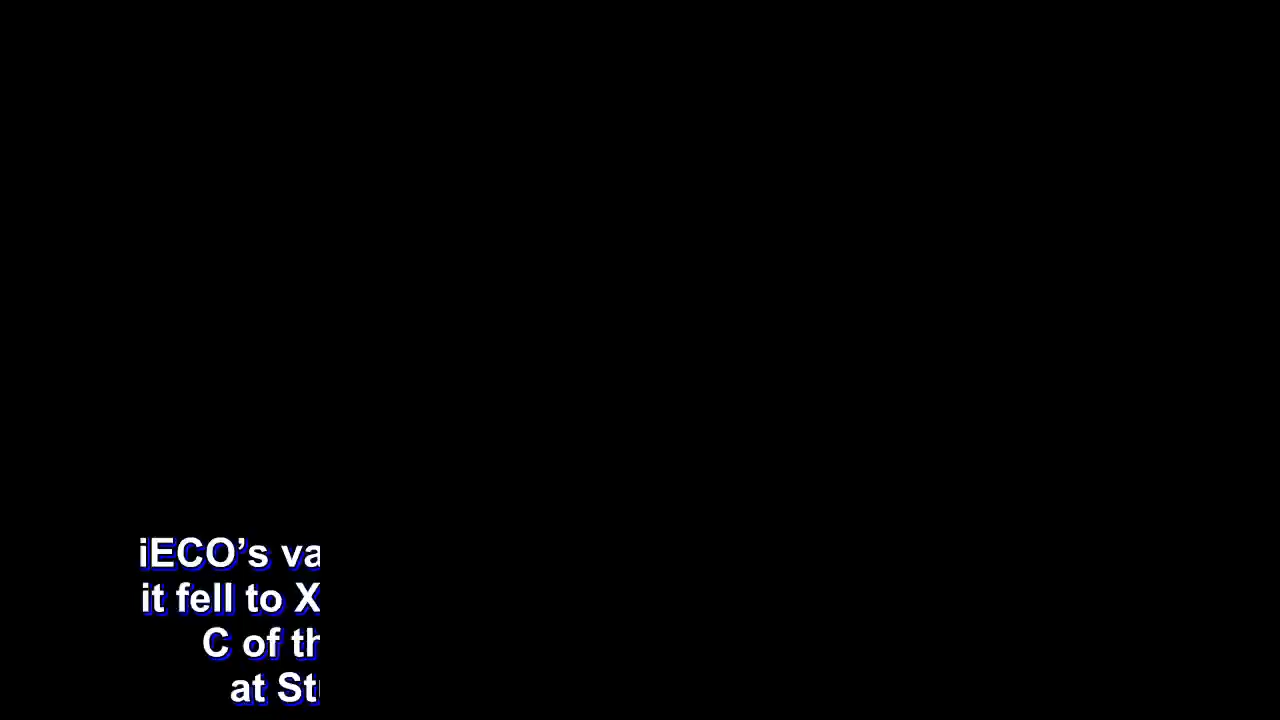 iECO’s va
it fell to X
C of th
at St